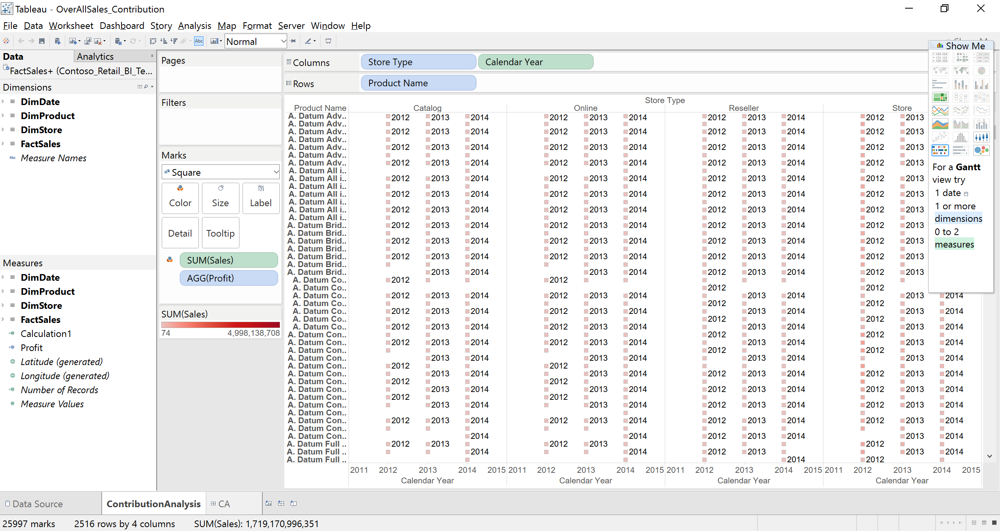 Tableau - OverAllSales_Contribution
File Data Worksheet Dashboard Story Analysis Map Format Server Window Help
Abc Normal
Data Analytics
FactSales+ (Contoso_Retail_BI_Te...
Dimensions
DimDate
DimProduct
DimStore
FactSales
Abc Measure Names
Measures
DimDate
DimProduct
DimStore
FactSales
Calculation1
Profit
Latitude (generated)
Longitude (generated)
Number of Records
Measure Values
Pages
Filters
Marks
Square
Color Size Label
Detail Tooltip
SUM(Sales)
AGG(Profit)
SUM(Sales)
74 4,998,138,708
Columns Store Type Calendar Year
Rows Product Name
Store Type
Product Name Catalog Online Reseller Store
A. Datum Adv.. 2012 2013 2014 2012 2013 2014 2012 2013 2014 2012 2013
A. Datum Adv..
A. Datum Adv.. 2012 2013 2014 2012 2013 2014 2012 2013 2014 2012 2013
A. Datum Adv..
A. Datum Adv.. 2012 2013 2014 2012 2013 2014 2012 2013 2014 2012 2013
A. Datum Adv..
A. Datum Adv.. 2012 2013 2014 2012 2013 2014 2012 2013 2014 2012 2013
A. Datum All i..
A. Datum All i.. 2012 2013 2014 2012 2013 2014 2012 2013 2014 2012 2013
A. Datum All i..
A. Datum All i.. 2012 2013 2014 2012 2013 2014 2012 2013 2014 2012 2013
A. Datum All i..
A. Datum All i.. 2012 2013 2014 2012 2013 2014 2012 2013 2014 2012 2013
A. Datum All i..
A. Datum Brid.. 2012 2013 2014 2012 2013 2014 2012 2013 2014 2012 2013
A. Datum Brid..
A. Datum Brid.. 2012 2013 2014 2012 2013 2014 2012 2013 2014 2012 2013
A. Datum Brid..
A. Datum Brid.. 2012 2013 2014 2012 2013 2014 2012 2013 2014 2012 2013
A. Datum Brid..
A. Datum Brid.. 2013 2014 2013 2014 2012 2013 2014 2012 2013
A. Datum Co.. 2012 2012
A. Datum Co.. 2012 2012
A. Datum Co.. 2012 2013 2014 2012 2013 2014 2013 2014 2013 2014
A. Datum Co.. 2012 2012
A. Datum Co.. 2012 2013 2014 2012 2013 2014 2013 2014 2013 2014
A. Datum Co.. 2012 2012
A. Datum Co.. 2012 2013 2014 2012 2013 2014 2013 2014 2013 2014
A. Datum Con.. 2012 2012
A. Datum Con.. 2012 2013 2014 2012 2013 2014 2013 2014 2013 2014
A. Datum Con.. 2012 2012
A. Datum Con.. 2013 2014 2013 2014 2013 2014 2013 2014
A. Datum Con.. 2012 2012
A. Datum Con.. 2013 2014 2013 2014 2012 2013 2014 2012 2013 2014
A. Datum Con.. 2012 2012
A. Datum Con.. 2013 2014 2013 2014 2012 2013 2014 2012 2013 2014
A. Datum Con.. 2012 2012
A. Datum Con.. 2013 2014 2013 2014 2012 2013 2014 2012 2013 2014
A. Datum Con..
A. Datum Con.. 2012 2013 2014 2012 2013 2014 2012 2013 2014 2012 2013 2014
A. Datum Con..
A. Datum Con.. 2014 2014 2012 2013 2014 2013 2014
A. Datum Full .. 2012 2013 2012 2013 2012
A. Datum Full .. 2014 2014 2012 2013 2013 2014
A. Datum Full .. 2014 2012
2011 2012 2013 2014 2015 2011 2012 2013 2014 2015 2011 2012 2013 2014 2015 2011 2012 2013 2014 2015
Calendar Year Calendar Year Calendar Year Calendar Year
Show Me
For a Gantt
view try
1 date
1 or more
dimensions
0 to 2
measures
Data Source ContributionAnalysis CA
25997 marks 2516 rows by 4 columns SUM(Sales): 1,719,170,996,351